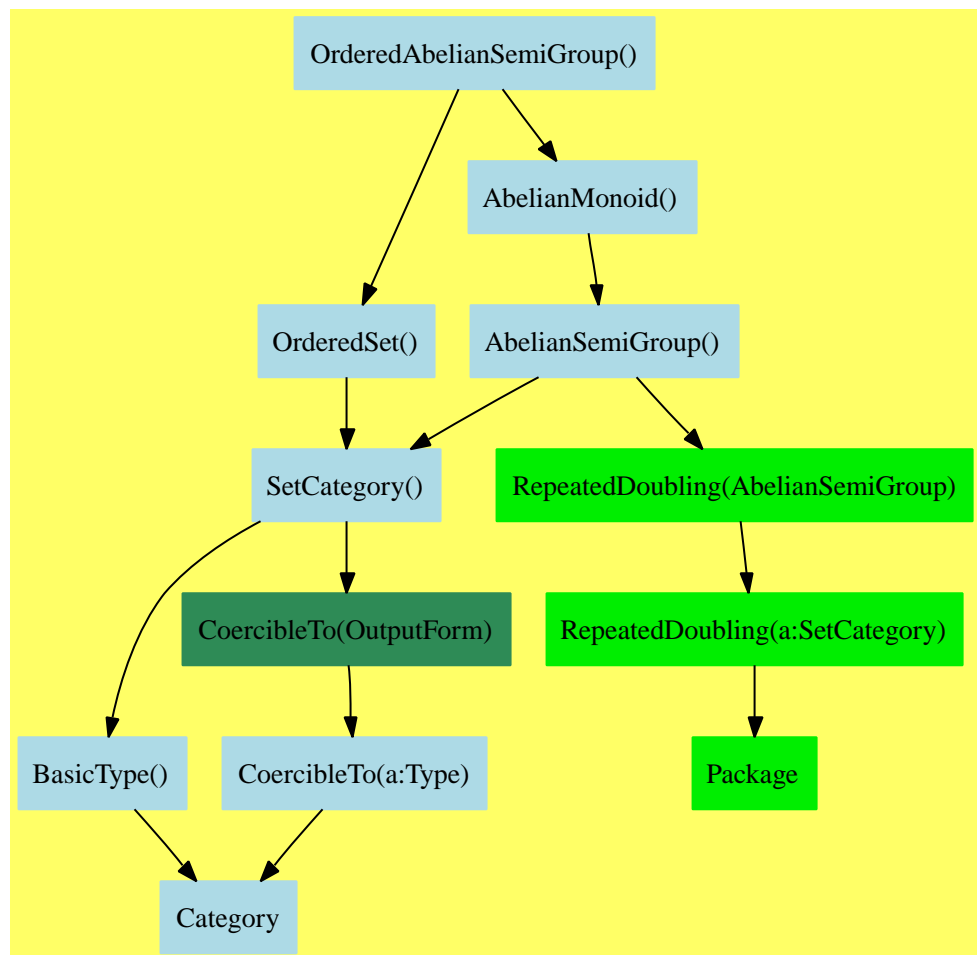 OrderedAbelianSemiGroup()
AbelianMonoid()
OrderedSet()
AbelianSemiGroup()
SetCategory()
RepeatedDoubling(AbelianSemiGroup)
CoercibleTo(OutputForm)
RepeatedDoubling(a:SetCategory)
BasicType()
CoercibleTo(a:Type)
Package
Category